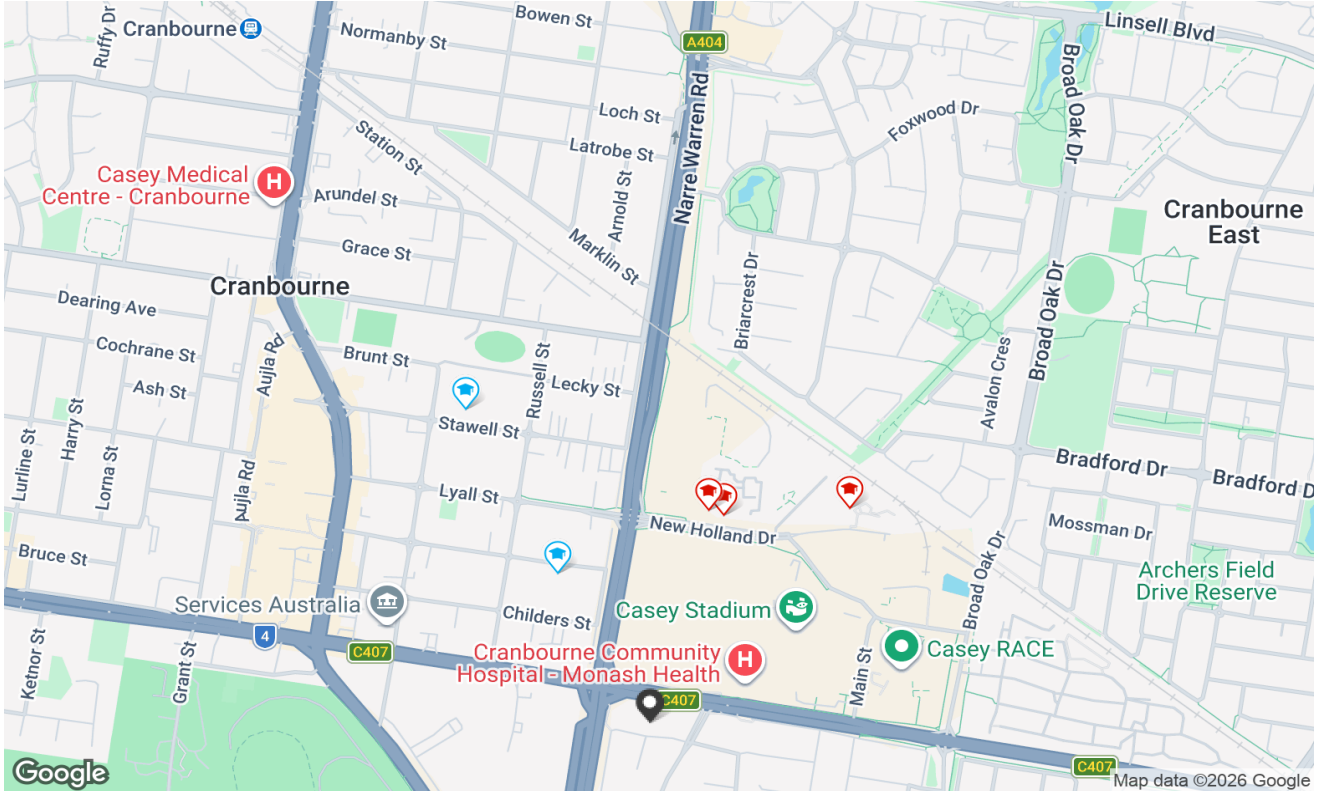 Bowen St
Linsell Blvd
Cranbourne
Ruffy Dr
Normanby St
A404
Broad Oak Dr
Narre Warren Rd
Loch St
Foxwood Dr
Station St
Latrobe St
Casey Medical
Centre - Cranbourne
H
Arundel St
Arnold St
Cranbourne
East
Grace St
Marklin St
Cranbourne
Briarcrest Dr
Broad Oak Dr
Dearing Ave
Cochrane St
Aujla Rd
Brunt St
Russell St
Lecky St
Avalon Cres
Ash St
Harry St
Stawell St
Lurline St
Lorna St
Bradford Dr
Bradford D
Aujla Rd
Lyall St
New Holland Dr
Mossman Dr
Bruce St
Broad Oak Dr
Archers Field
Drive Reserve
Services Australia
Childers St
Casey Stadium
4
C407
Cranbourne Community
Hospital - Monash Health
H
Casey RACE
Ketnor St
Grant St
Main St
C407
C407
Google
Map data ©2026 Google